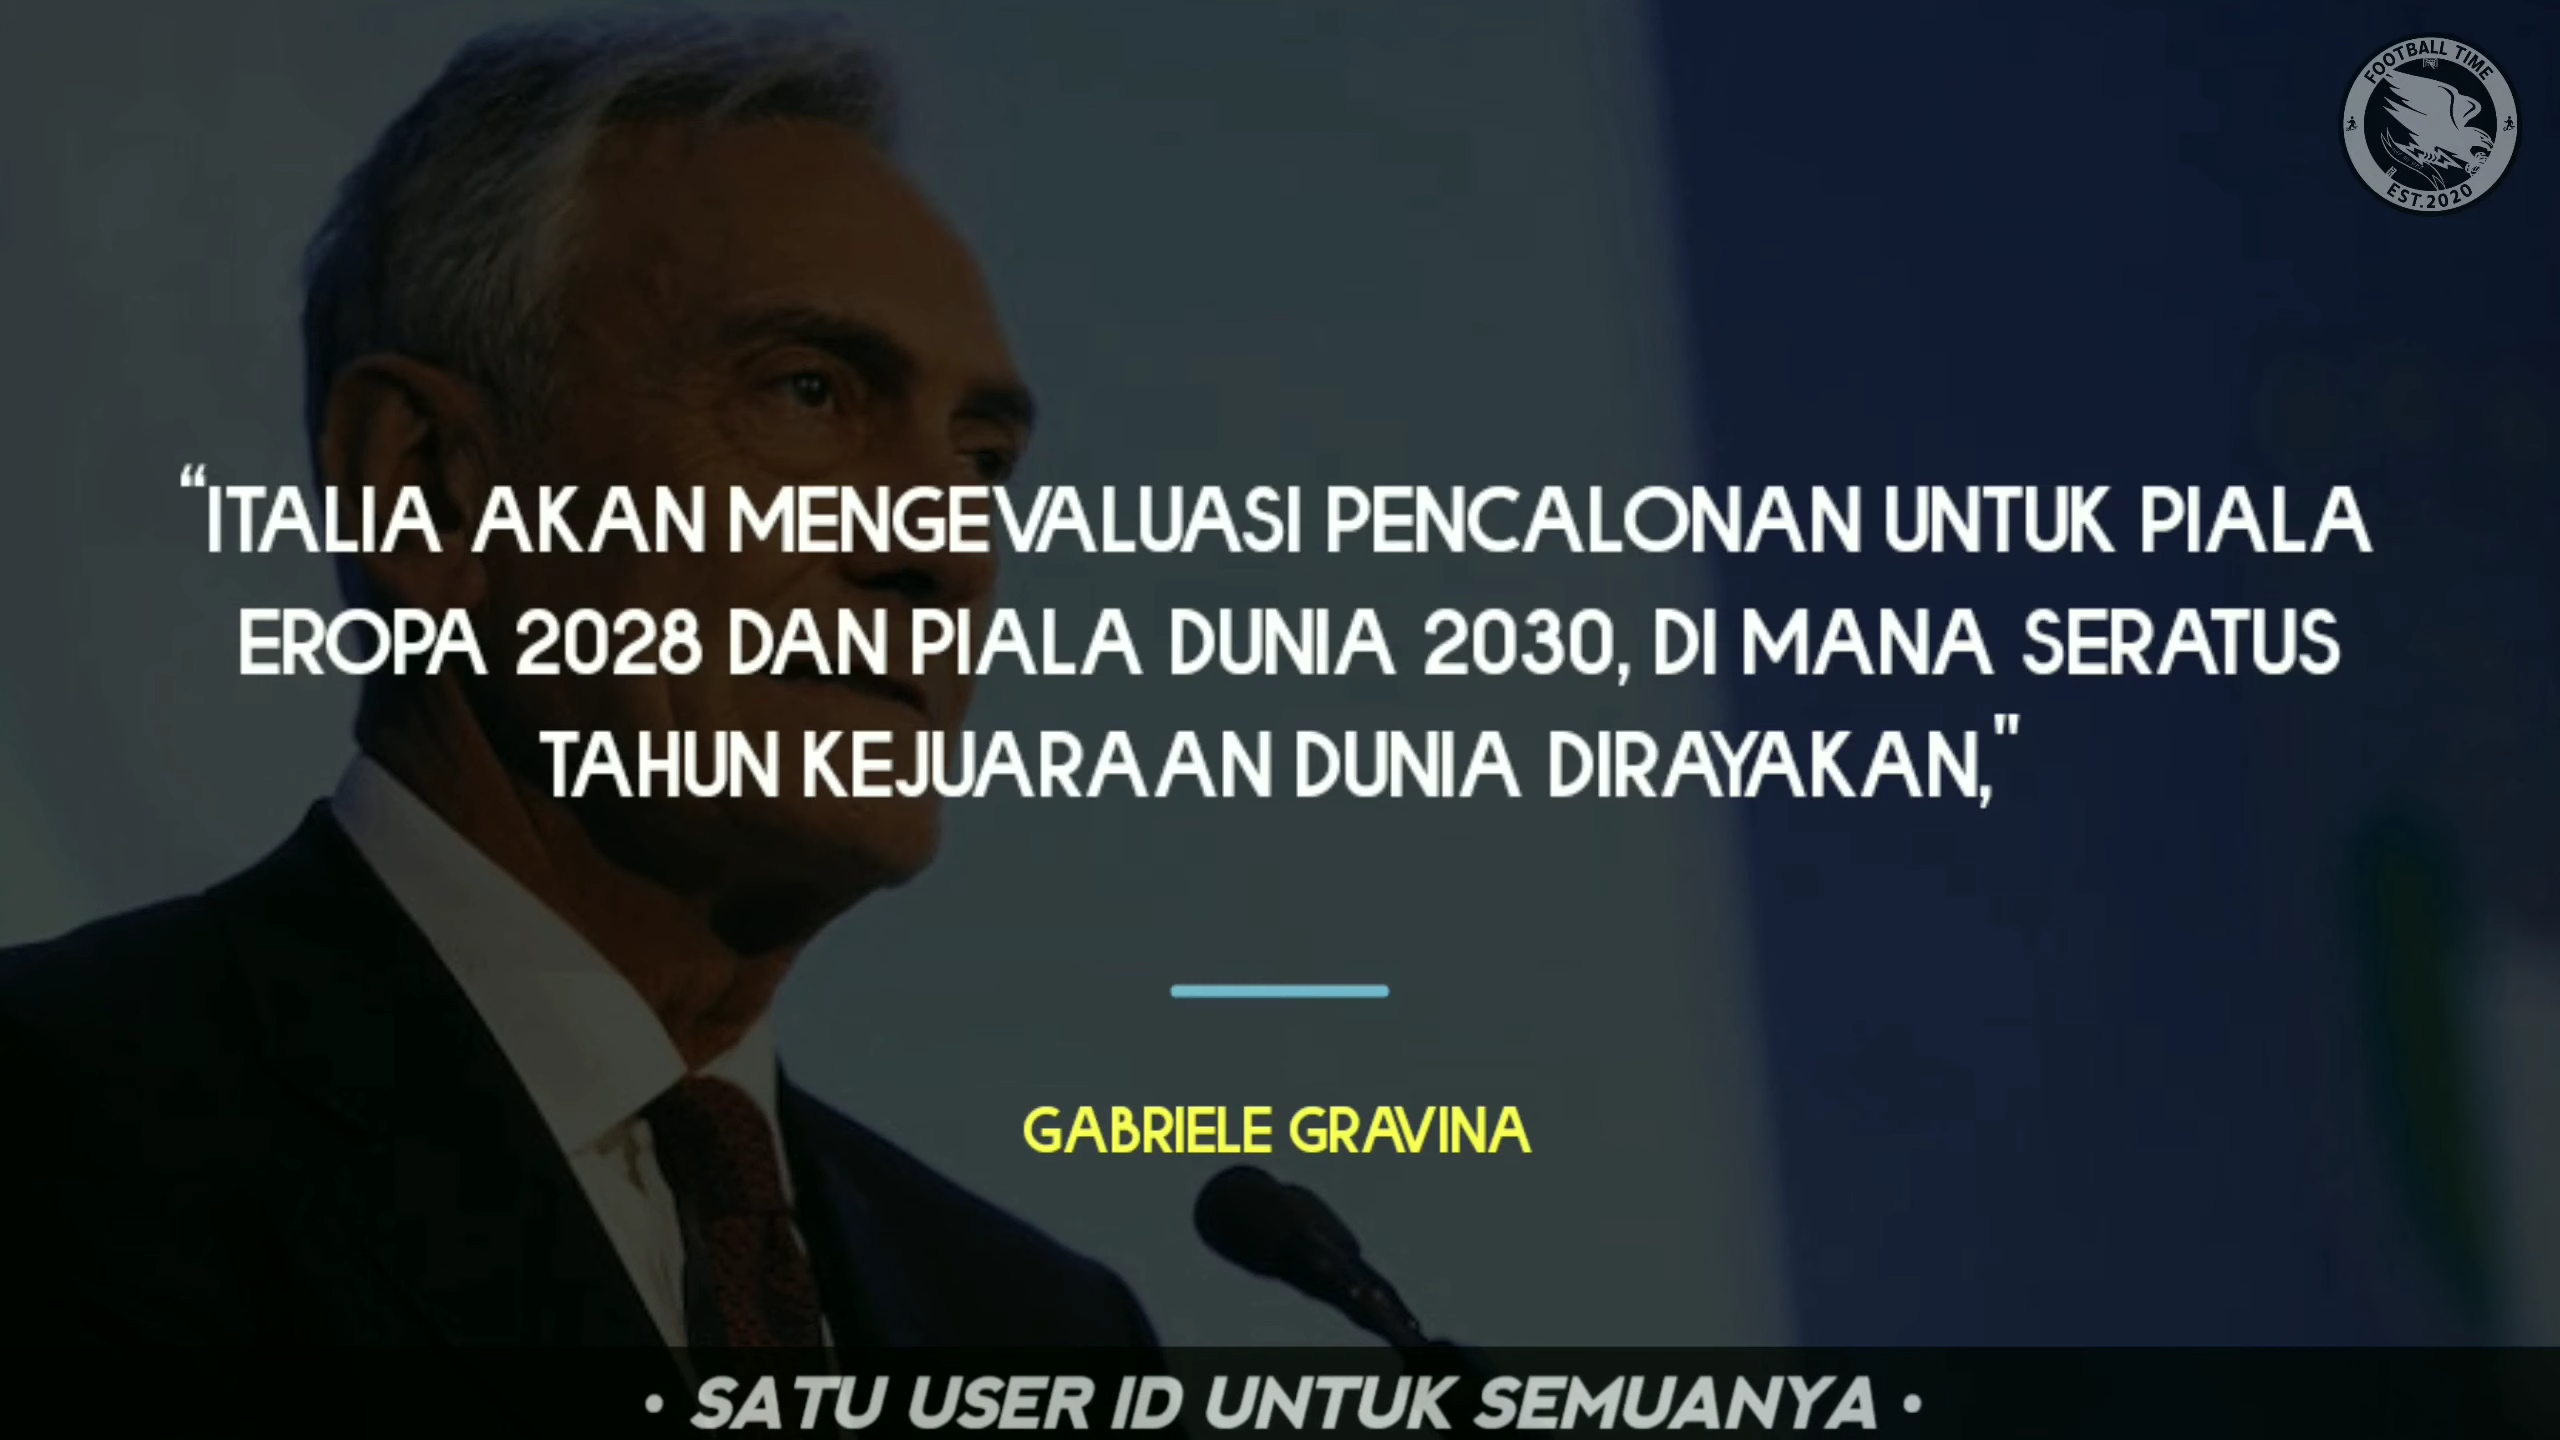 FOOTBALL TIME
EST.2020
“ITALIA AKAN MENGEVALUASI PENCALONAN UNTUK PIALA
EROPA 2028 DAN PIALA DUNIA 2030, DI MANA SERATUS
TAHUN KEJUARAAN DUNIA DIRAYAKAN,"
GABRIELE GRAVINA
• SATU USER ID UNTUK SEMUANYA •